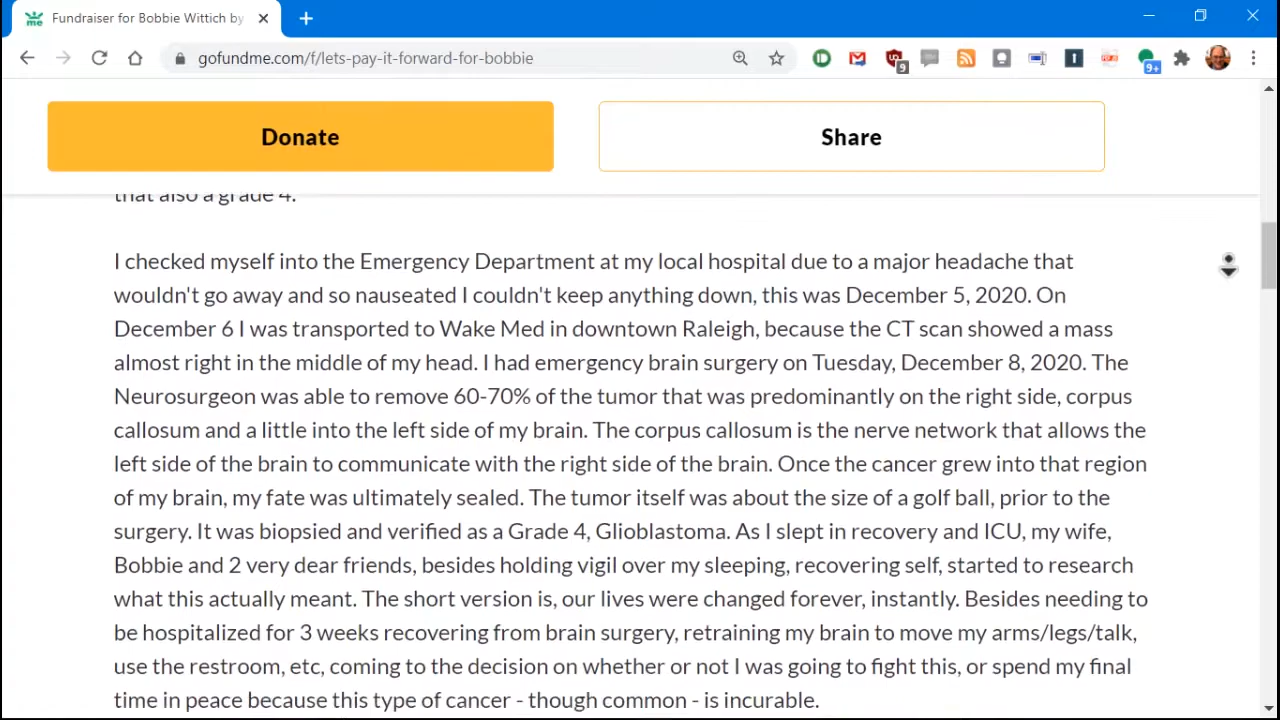 Fundraiser for Bobbie Wittich by
gofundme.com/f/lets-pay-it-forward-for-bobbie
Donate
Share
that also a grade 4.
I checked myself into the Emergency Department at my local hospital due to a major headache that
wouldn't go away and so nauseated I couldn't keep anything down, this was December 5, 2020. On
December 6 I was transported to Wake Med in downtown Raleigh, because the CT scan showed a mass
almost right in the middle of my head. I had emergency brain surgery on Tuesday, December 8, 2020. The
Neurosurgeon was able to remove 60-70% of the tumor that was predominantly on the right side, corpus
callosum and a little into the left side of my brain. The corpus callosum is the nerve network that allows the
left side of the brain to communicate with the right side of the brain. Once the cancer grew into that region
of my brain, my fate was ultimately sealed. The tumor itself was about the size of a golf ball, prior to the
surgery. It was biopsied and verified as a Grade 4, Glioblastoma. As I slept in recovery and ICU, my wife,
Bobbie and 2 very dear friends, besides holding vigil over my sleeping, recovering self, started to research
what this actually meant. The short version is, our lives were changed forever, instantly. Besides needing to
be hospitalized for 3 weeks recovering from brain surgery, retraining my brain to move my arms/legs/talk,
use the restroom, etc, coming to the decision on whether or not I was going to fight this, or spend my final
time in peace because this type of cancer - though common - is incurable.